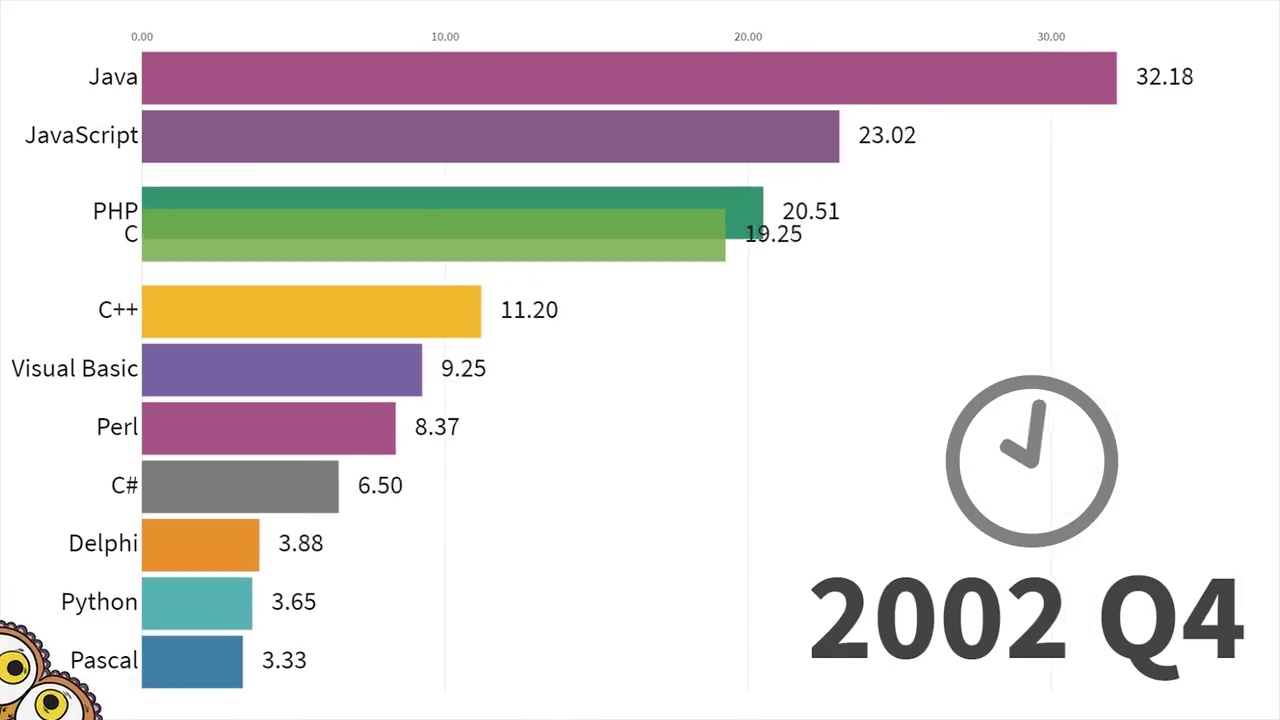 0.00 10.00 20.00 30.00
Java 32.18
JavaScript 23.02
PHP 20.51
C 19.25
C++ 11.20
Visual Basic 9.25
Perl 8.37
C# 6.50
Delphi 3.88
Python 3.65
Pascal 3.33
2002 Q4